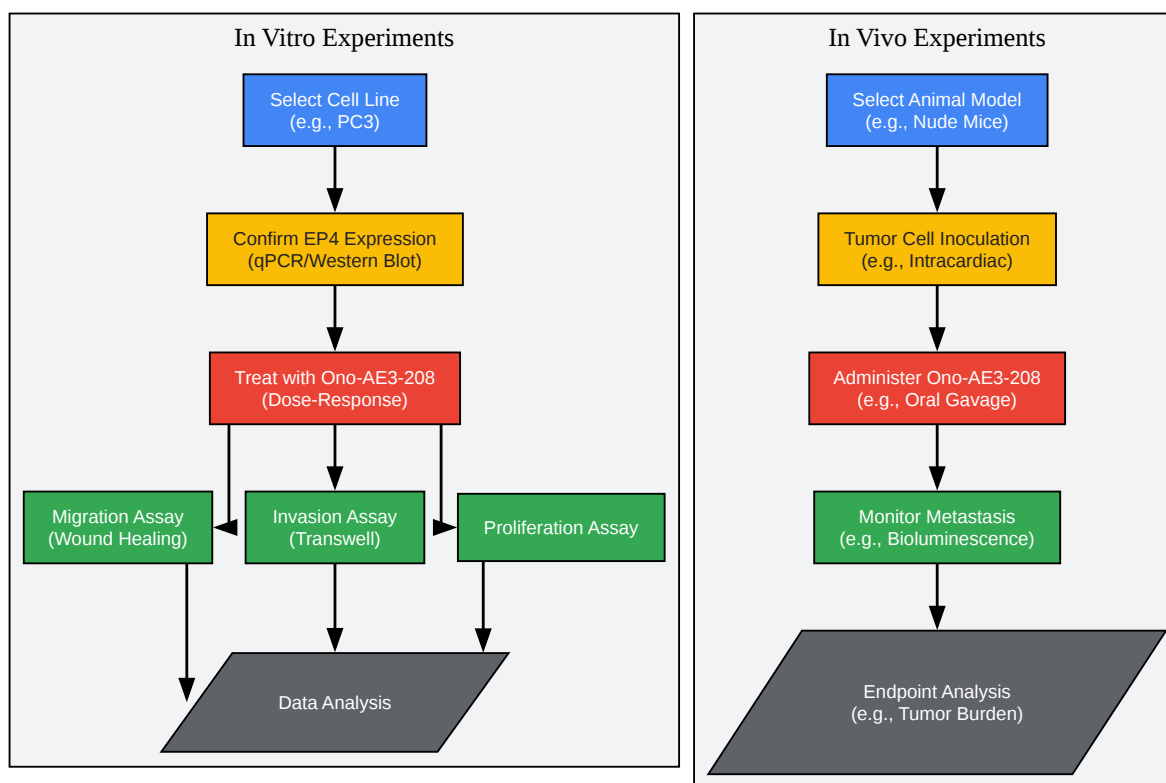 In Vitro Experiments
Select Cell Line
(e.g., PC3)
Confirm EP4 Expression
(qPCR/Western Blot)
Treat with Ono-AE3-208
(Dose-Response)
Migration Assay
(Wound Healing)
Invasion Assay
(Transwell)
Proliferation Assay
Data Analysis
In Vivo Experiments
Select Animal Model
(e.g., Nude Mice)
Tumor Cell Inoculation
(e.g., Intracardiac)
Administer Ono-AE3-208
(e.g., Oral Gavage)
Monitor Metastasis
(e.g., Bioluminescence)
Endpoint Analysis
(e.g., Tumor Burden)